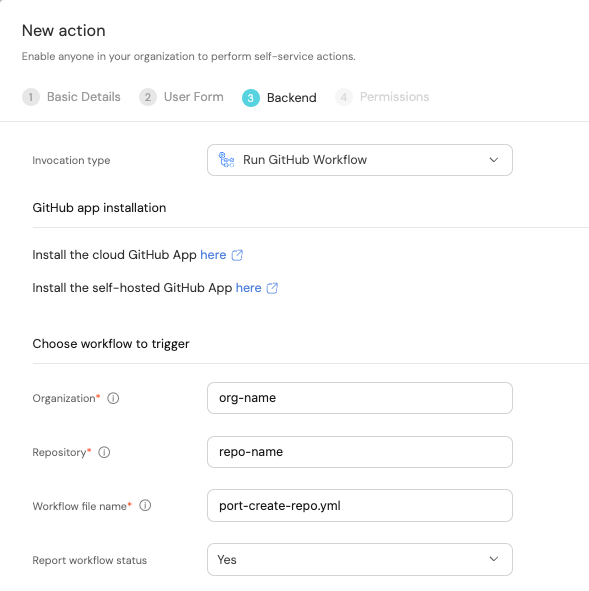 New action
Enable anyone in your organization to perform self-service actions.
1 Basic Details 2 User Form 3 Backend 4 Permissions
Invocation type Run GitHub Workflow
GitHub app installation
Install the cloud GitHub App here
Install the self-hosted GitHub App here
Choose workflow to trigger
Organization* org-name
Repository* repo-name
Workflow file name* port-create-repo.yml
Report workflow status Yes